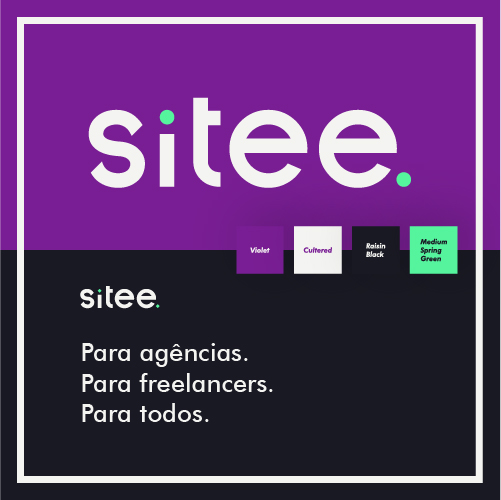 sitee.
Violet
Cultered
Raisin
Black
Medium
Spring
Green
sitee.
Para agências.
Para freelancers.
Para todos.